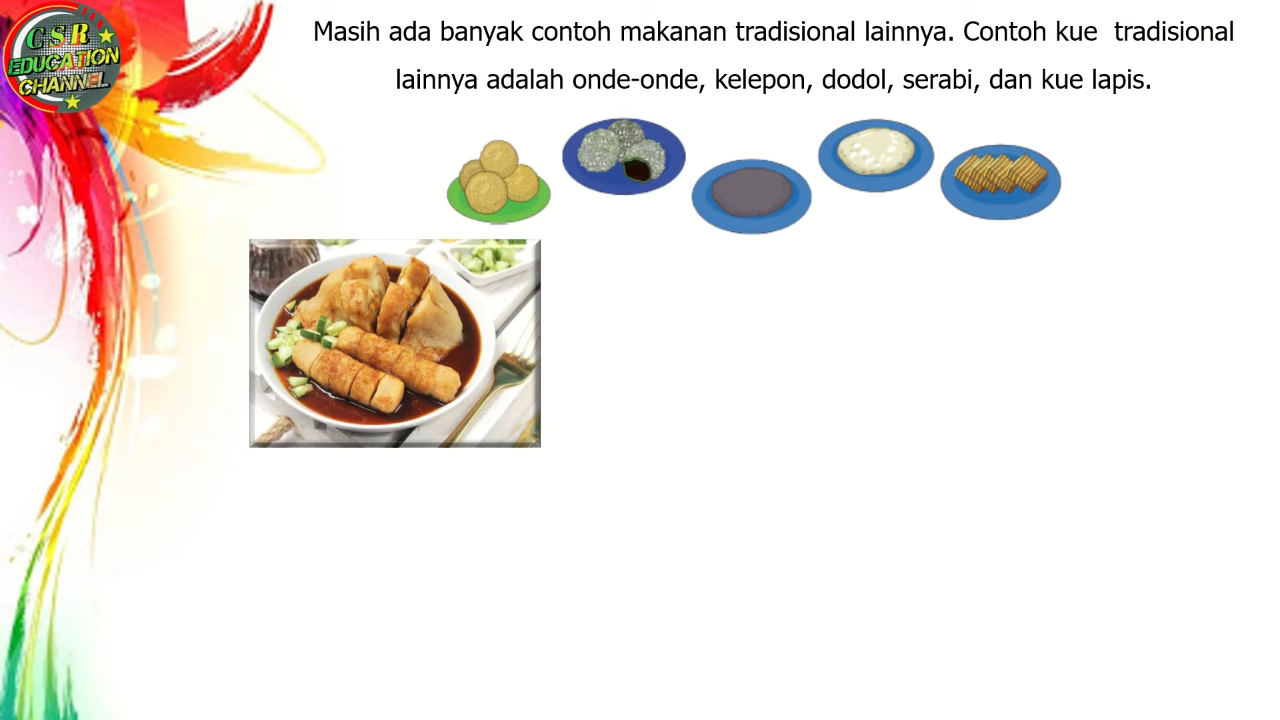 CSR
EDUCATION
CHANNEL
Masih ada banyak contoh makanan tradisional lainnya. Contoh kue  tradisional
lainnya adalah onde-onde, kelepon, dodol, serabi, dan kue lapis.